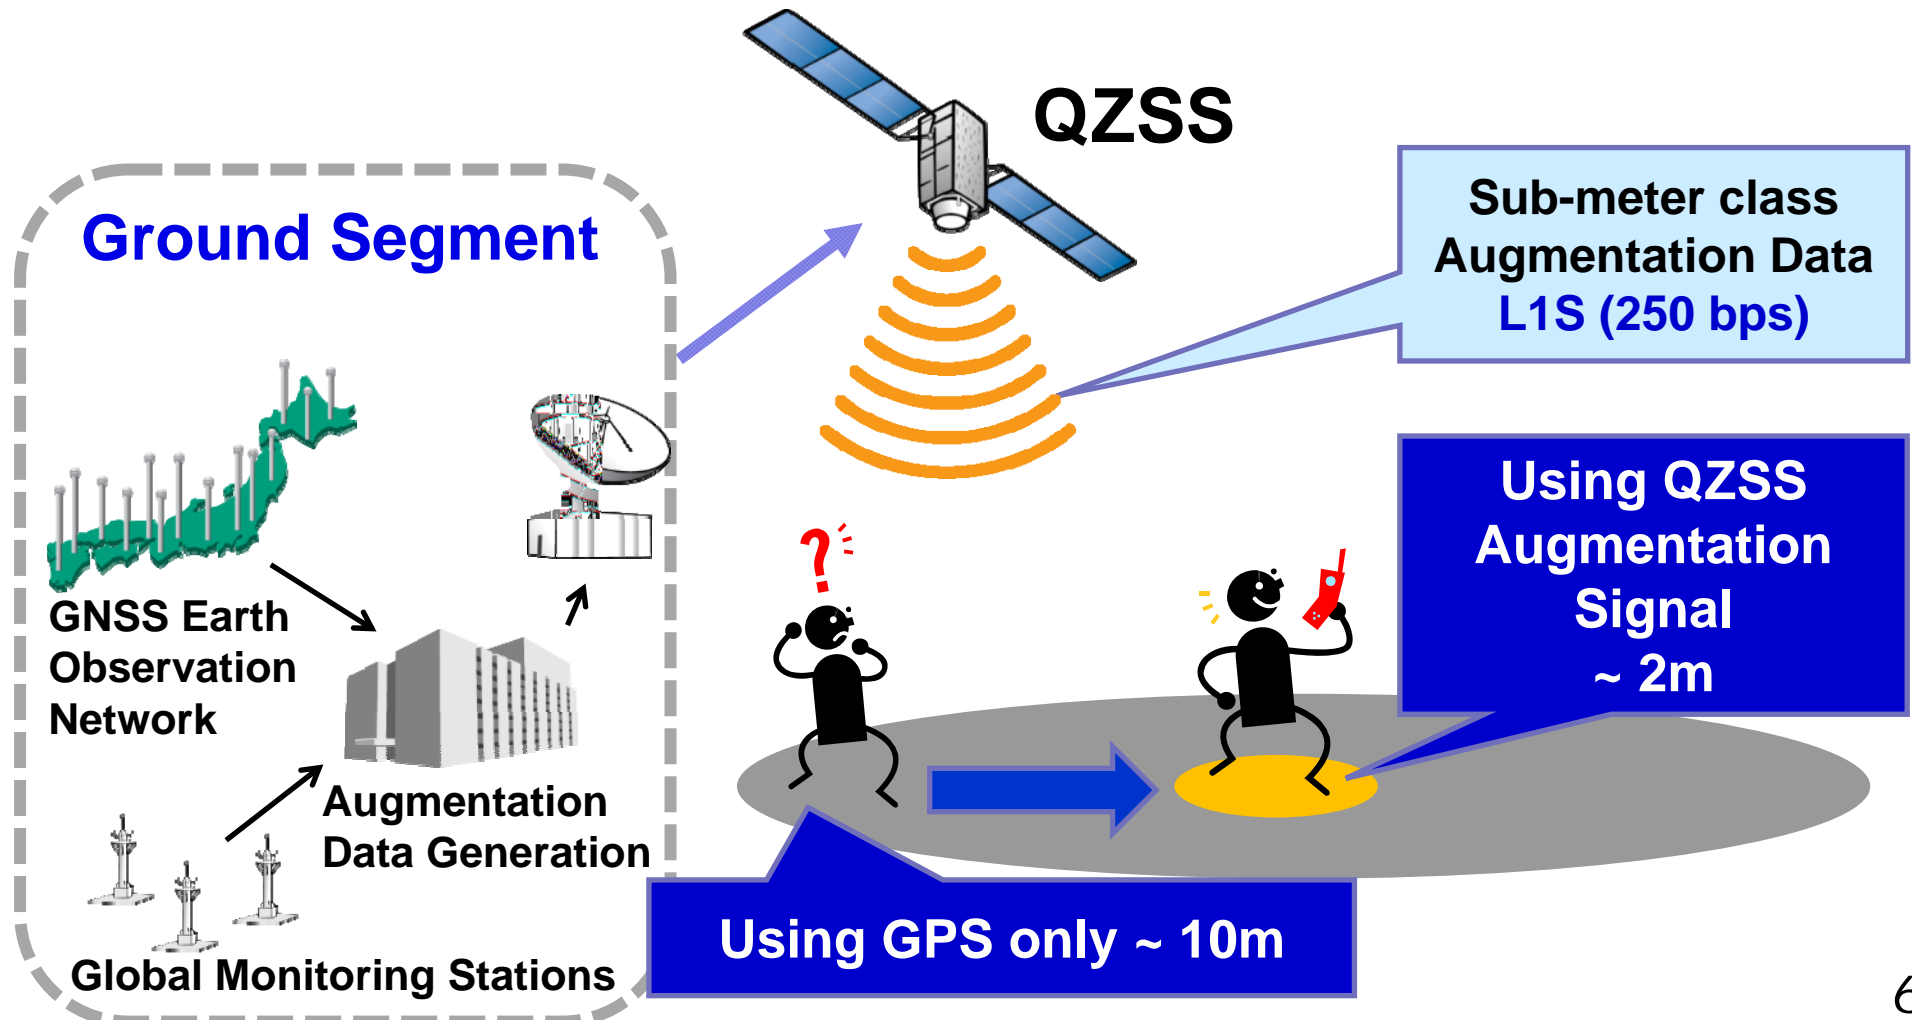 QZSS
Ground Segment
Sub-meter class
Augmentation Data
L1S (250 bps)
GNSS Earth
Observation
Network
Augmentation
Data Generation
Global Monitoring Stations
?
Using QZSS
Augmentation
Signal
~ 2m
Using GPS only ~ 10m
6